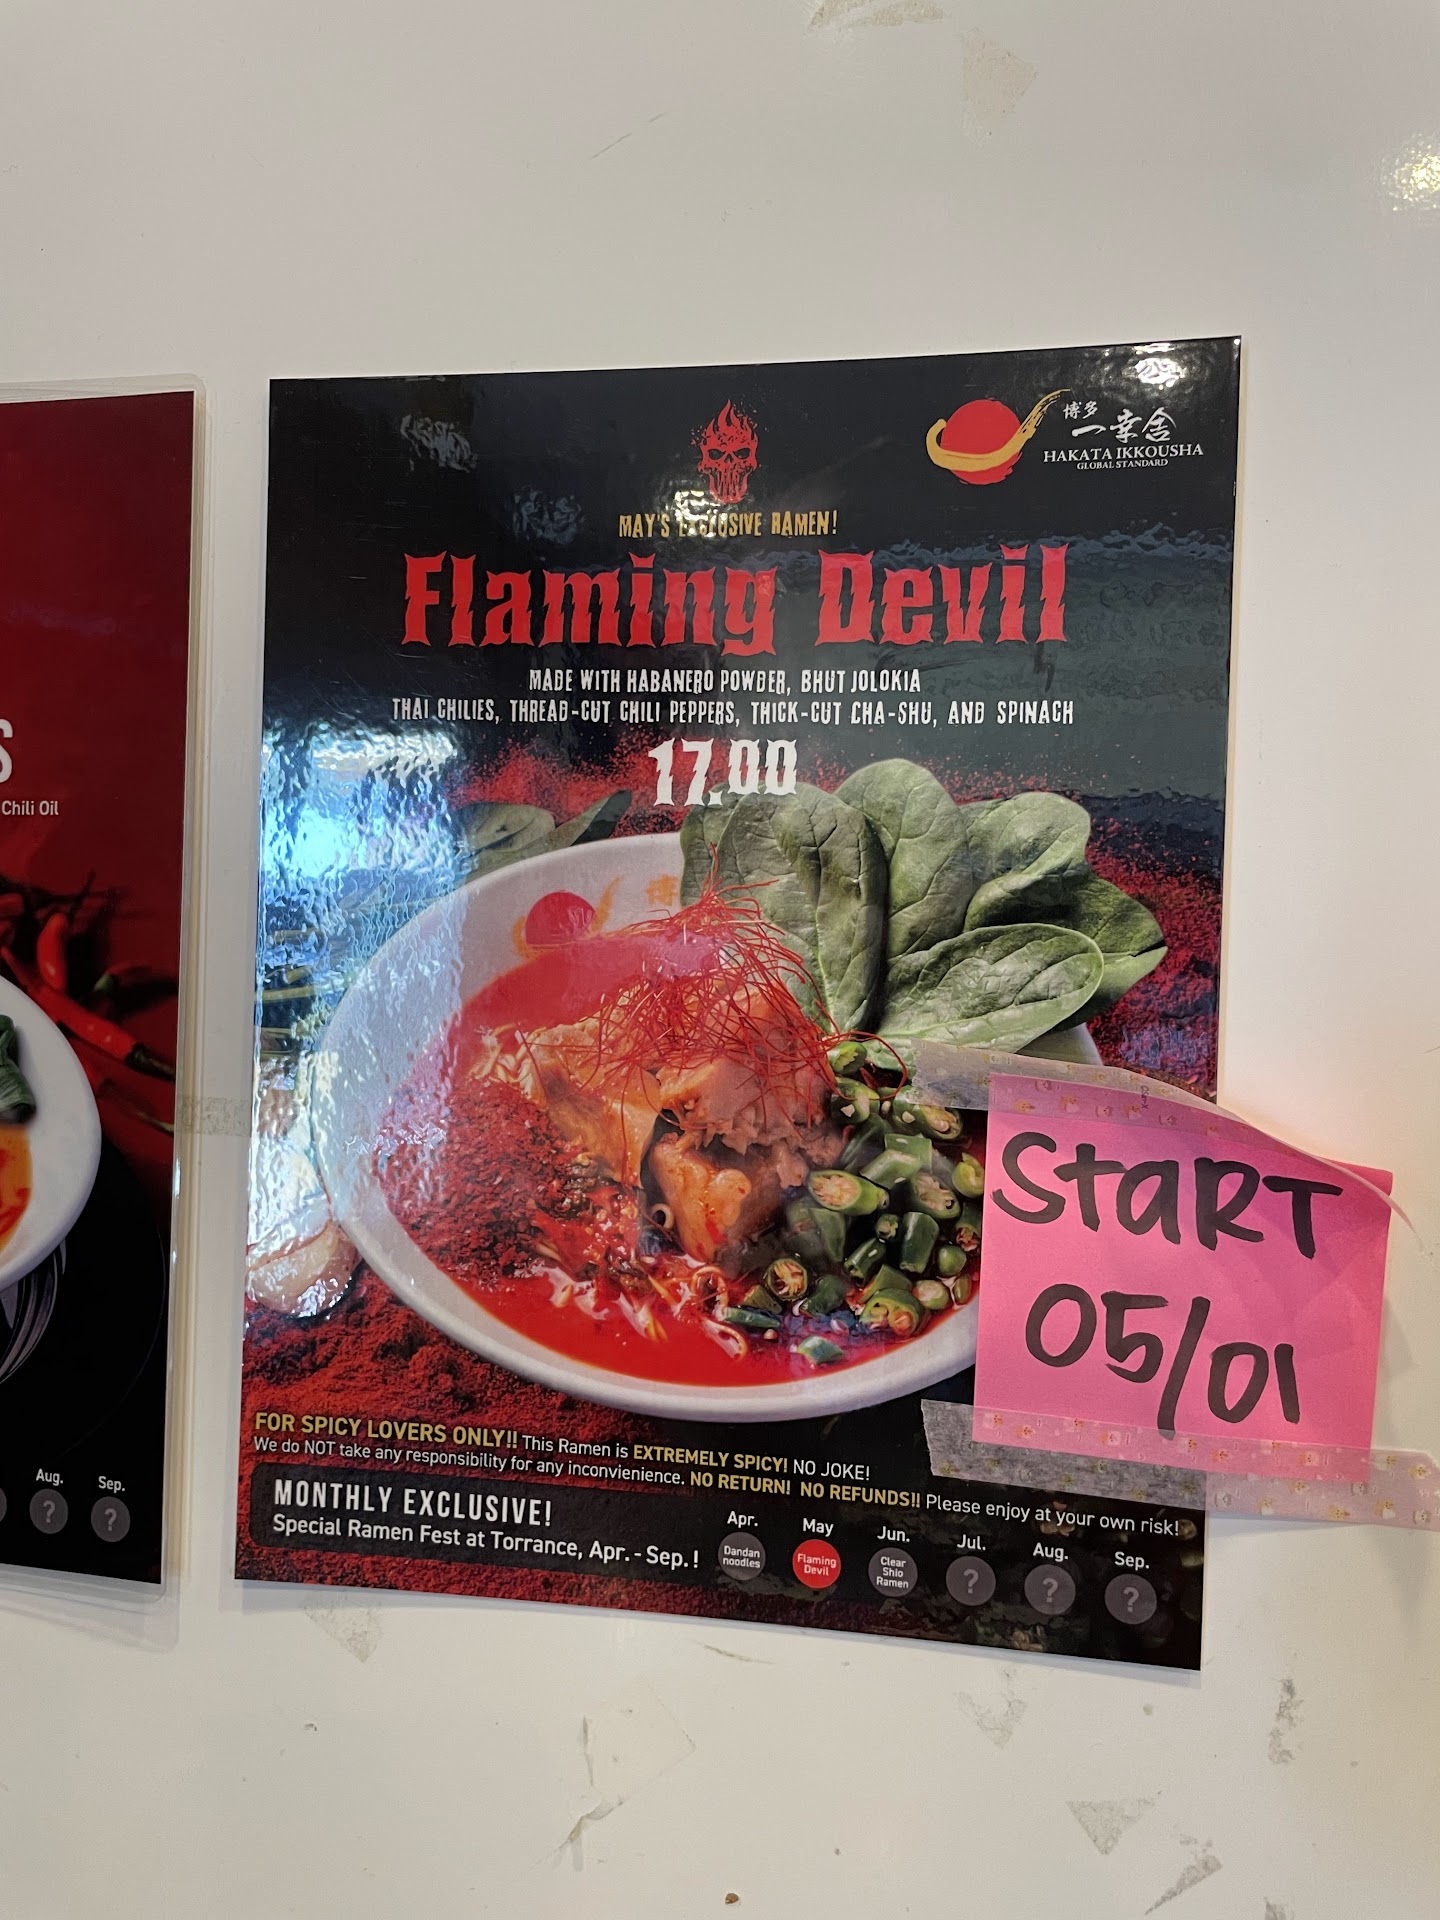 S
Chili Oil
Aug.
Sep.
?
?
博多
一幸舎
HAKATA IKKOUSHA
GLOBAL STANDARD
MAY'S EXCLUSIVE RAMEN!
Flaming Devil
MADE WITH HABANERO POWDER, BHUT JOLOKIA
THAI CHILIES, THREAD-CUT CHILI PEPPERS, THICK-CUT CHA-SHU, AND SPINACH
17.00
博
START
05/01
FOR SPICY LOVERS ONLY!! This Ramen is EXTREMELY SPICY! NO JOKE!
We do NOT take any responsibility for any inconvienience. NO RETURN! NO REFUNDS!! Please enjoy at your own risk!
MONTHLY EXCLUSIVE!
Special Ramen Fest at Torrance, Apr. - Sep. !
Apr.
Dandan
noodles
May
Flaming
Devil
Jun.
Clear
Shio
Ramen
Jul.
?
Aug.
?
Sep.
?